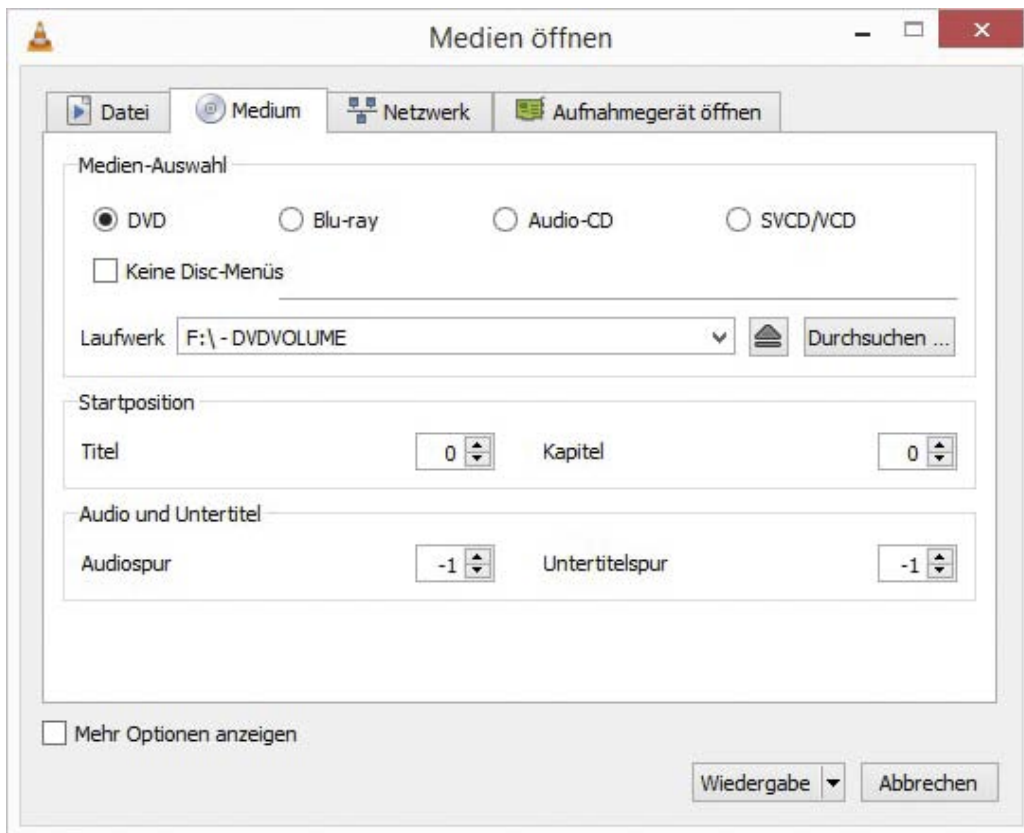 Medien öffnen
Datei Medium Netzwerk Aufnahmegerät öffnen
Medien-Auswahl
DVD Blu-ray Audio-CD SVCD/VCD
Keine Disc-Menüs
Laufwerk F:\ - DVDVOLUME Durchsuchen ...
Startposition
Titel 0 Kapitel 0
Audio und Untertitel
Audiospur -1 Untertitelspur -1
Mehr Optionen anzeigen
Wiedergabe Abbrechen